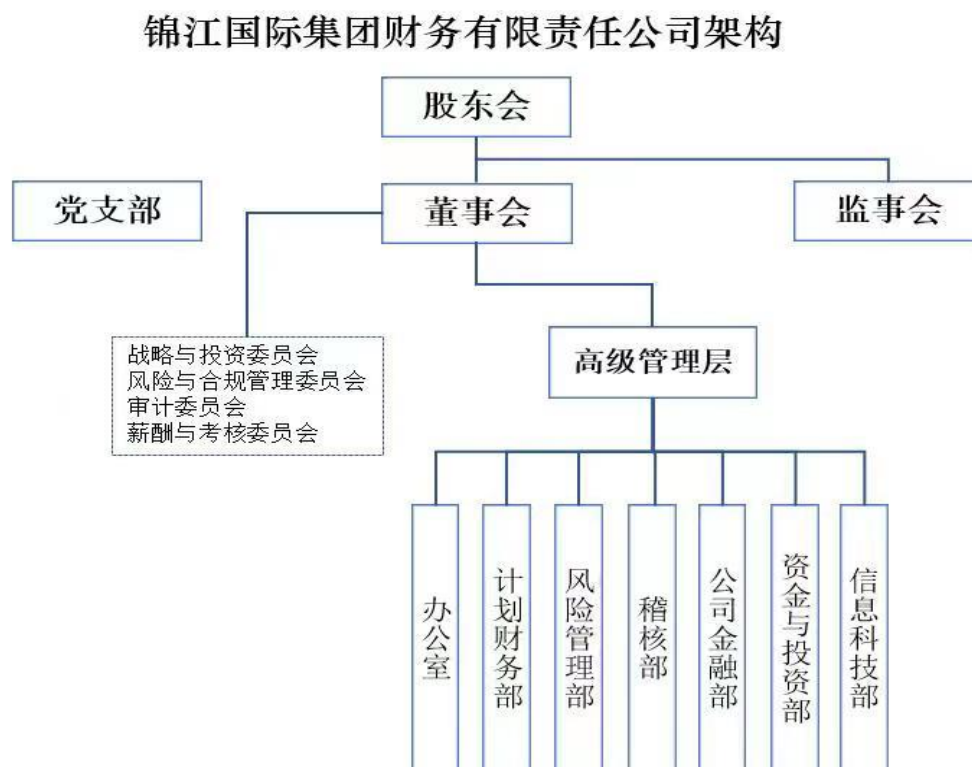 锦江国际集团财务有限责任公司架构
股东会
党支部
董事会
监事会
战略与投资委员会
风险与合规管理委员会
审计委员会
薪酬与考核委员会
高级管理层
办公室
计划财务部
风险管理部
稽核部
公司金融部
资金与投资部
信息科技部